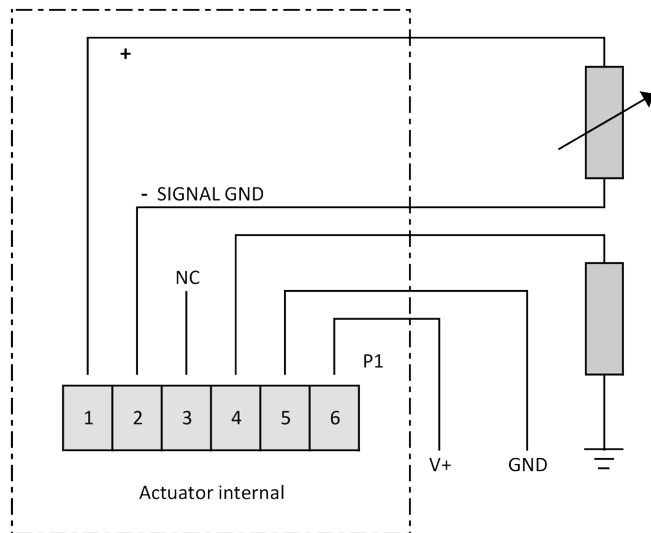 +
- SIGNAL GND
NC
P1
1 2 3 4 5 6
V+ GND
Actuator internal